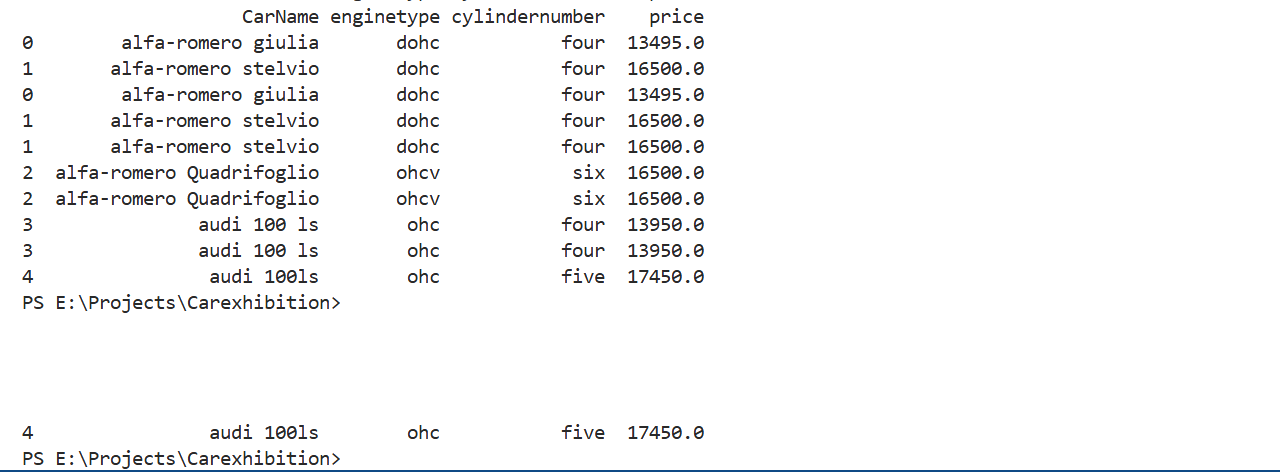 CarName enginetype cylindernumber price
0 alfa-romero giulia dohc four 13495.0
1 alfa-romero stelvio dohc four 16500.0
0 alfa-romero giulia dohc four 13495.0
1 alfa-romero stelvio dohc four 16500.0
1 alfa-romero stelvio dohc four 16500.0
2 alfa-romero Quadrifoglio ohcv six 16500.0
2 alfa-romero Quadrifoglio ohcv six 16500.0
3 audi 100 ls ohc four 13950.0
3 audi 100 ls ohc four 13950.0
4 audi 100ls ohc five 17450.0
PS E:\Projects\Carexhibition>
4 audi 100ls ohc five 17450.0
PS E:\Projects\Carexhibition>